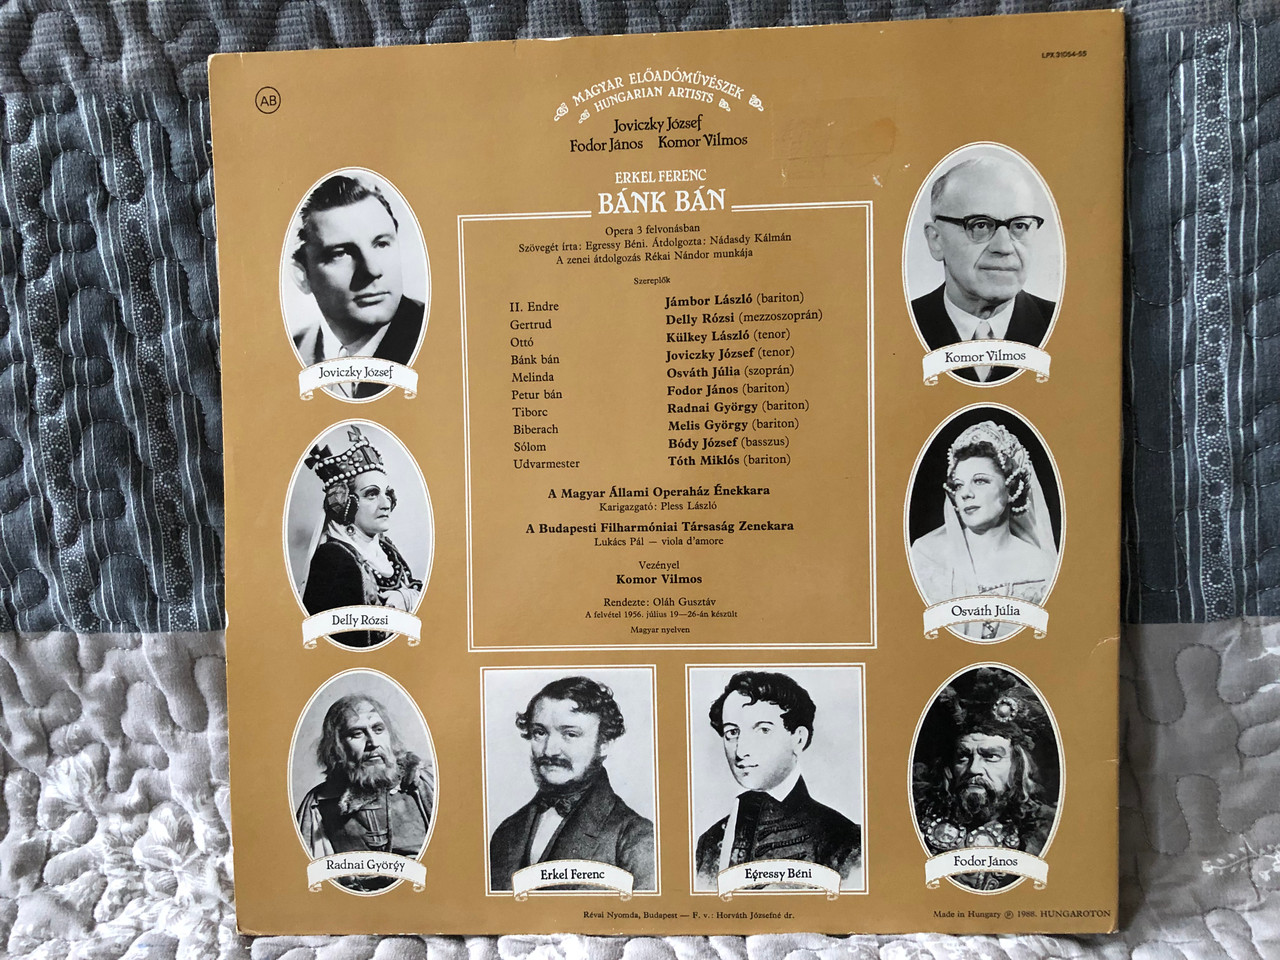 LPX 31054-55
AB
MAGYAR ELŐADÓMŰVÉSZEK
HUNGARIAN ARTISTS
Joviczky József
Fodor János Komor Vilmos
ERKEL FERENC
BÁNK BÁN
Opera 3 felvonásban
Szövegét írta: Egressy Béni. Átdolgozta: Nádasdy Kálmán
A zenei átdolgozás Rékai Nándor munkája
Szereplők
II. Endre Jámbor László (bariton)
Gertrud Delly Rózsi (mezzoszoprán)
Ottó Külkey László (tenor)
Bánk bán Joviczky József (tenor)
Melinda Osváth Júlia (szoprán)
Petur bán Fodor János (bariton)
Tiborc Radnai György (bariton)
Biberach Melis György (bariton)
Sólom Bódy József (basszus)
Udvarmester Tóth Miklós (bariton)
A Magyar Állami Operaház Énekkara
Karigazgató: Pless László
A Budapesti Filharmóniai Társaság Zenekara
Lukács Pál — viola d'amore
Vezényel
Komor Vilmos
Rendezte: Oláh Gusztáv
A felvétel 1956. július 19—26-án készült
Magyar nyelven
Joviczky József
Komor Vilmos
Delly Rózsi
Osváth Júlia
Radnai György
Erkel Ferenc
Egressy Béni
Fodor János
Révai Nyomda, Budapest — F. v.: Horváth Józsefné dr.
Made in Hungary Ⓟ 1988. HUNGAROTON